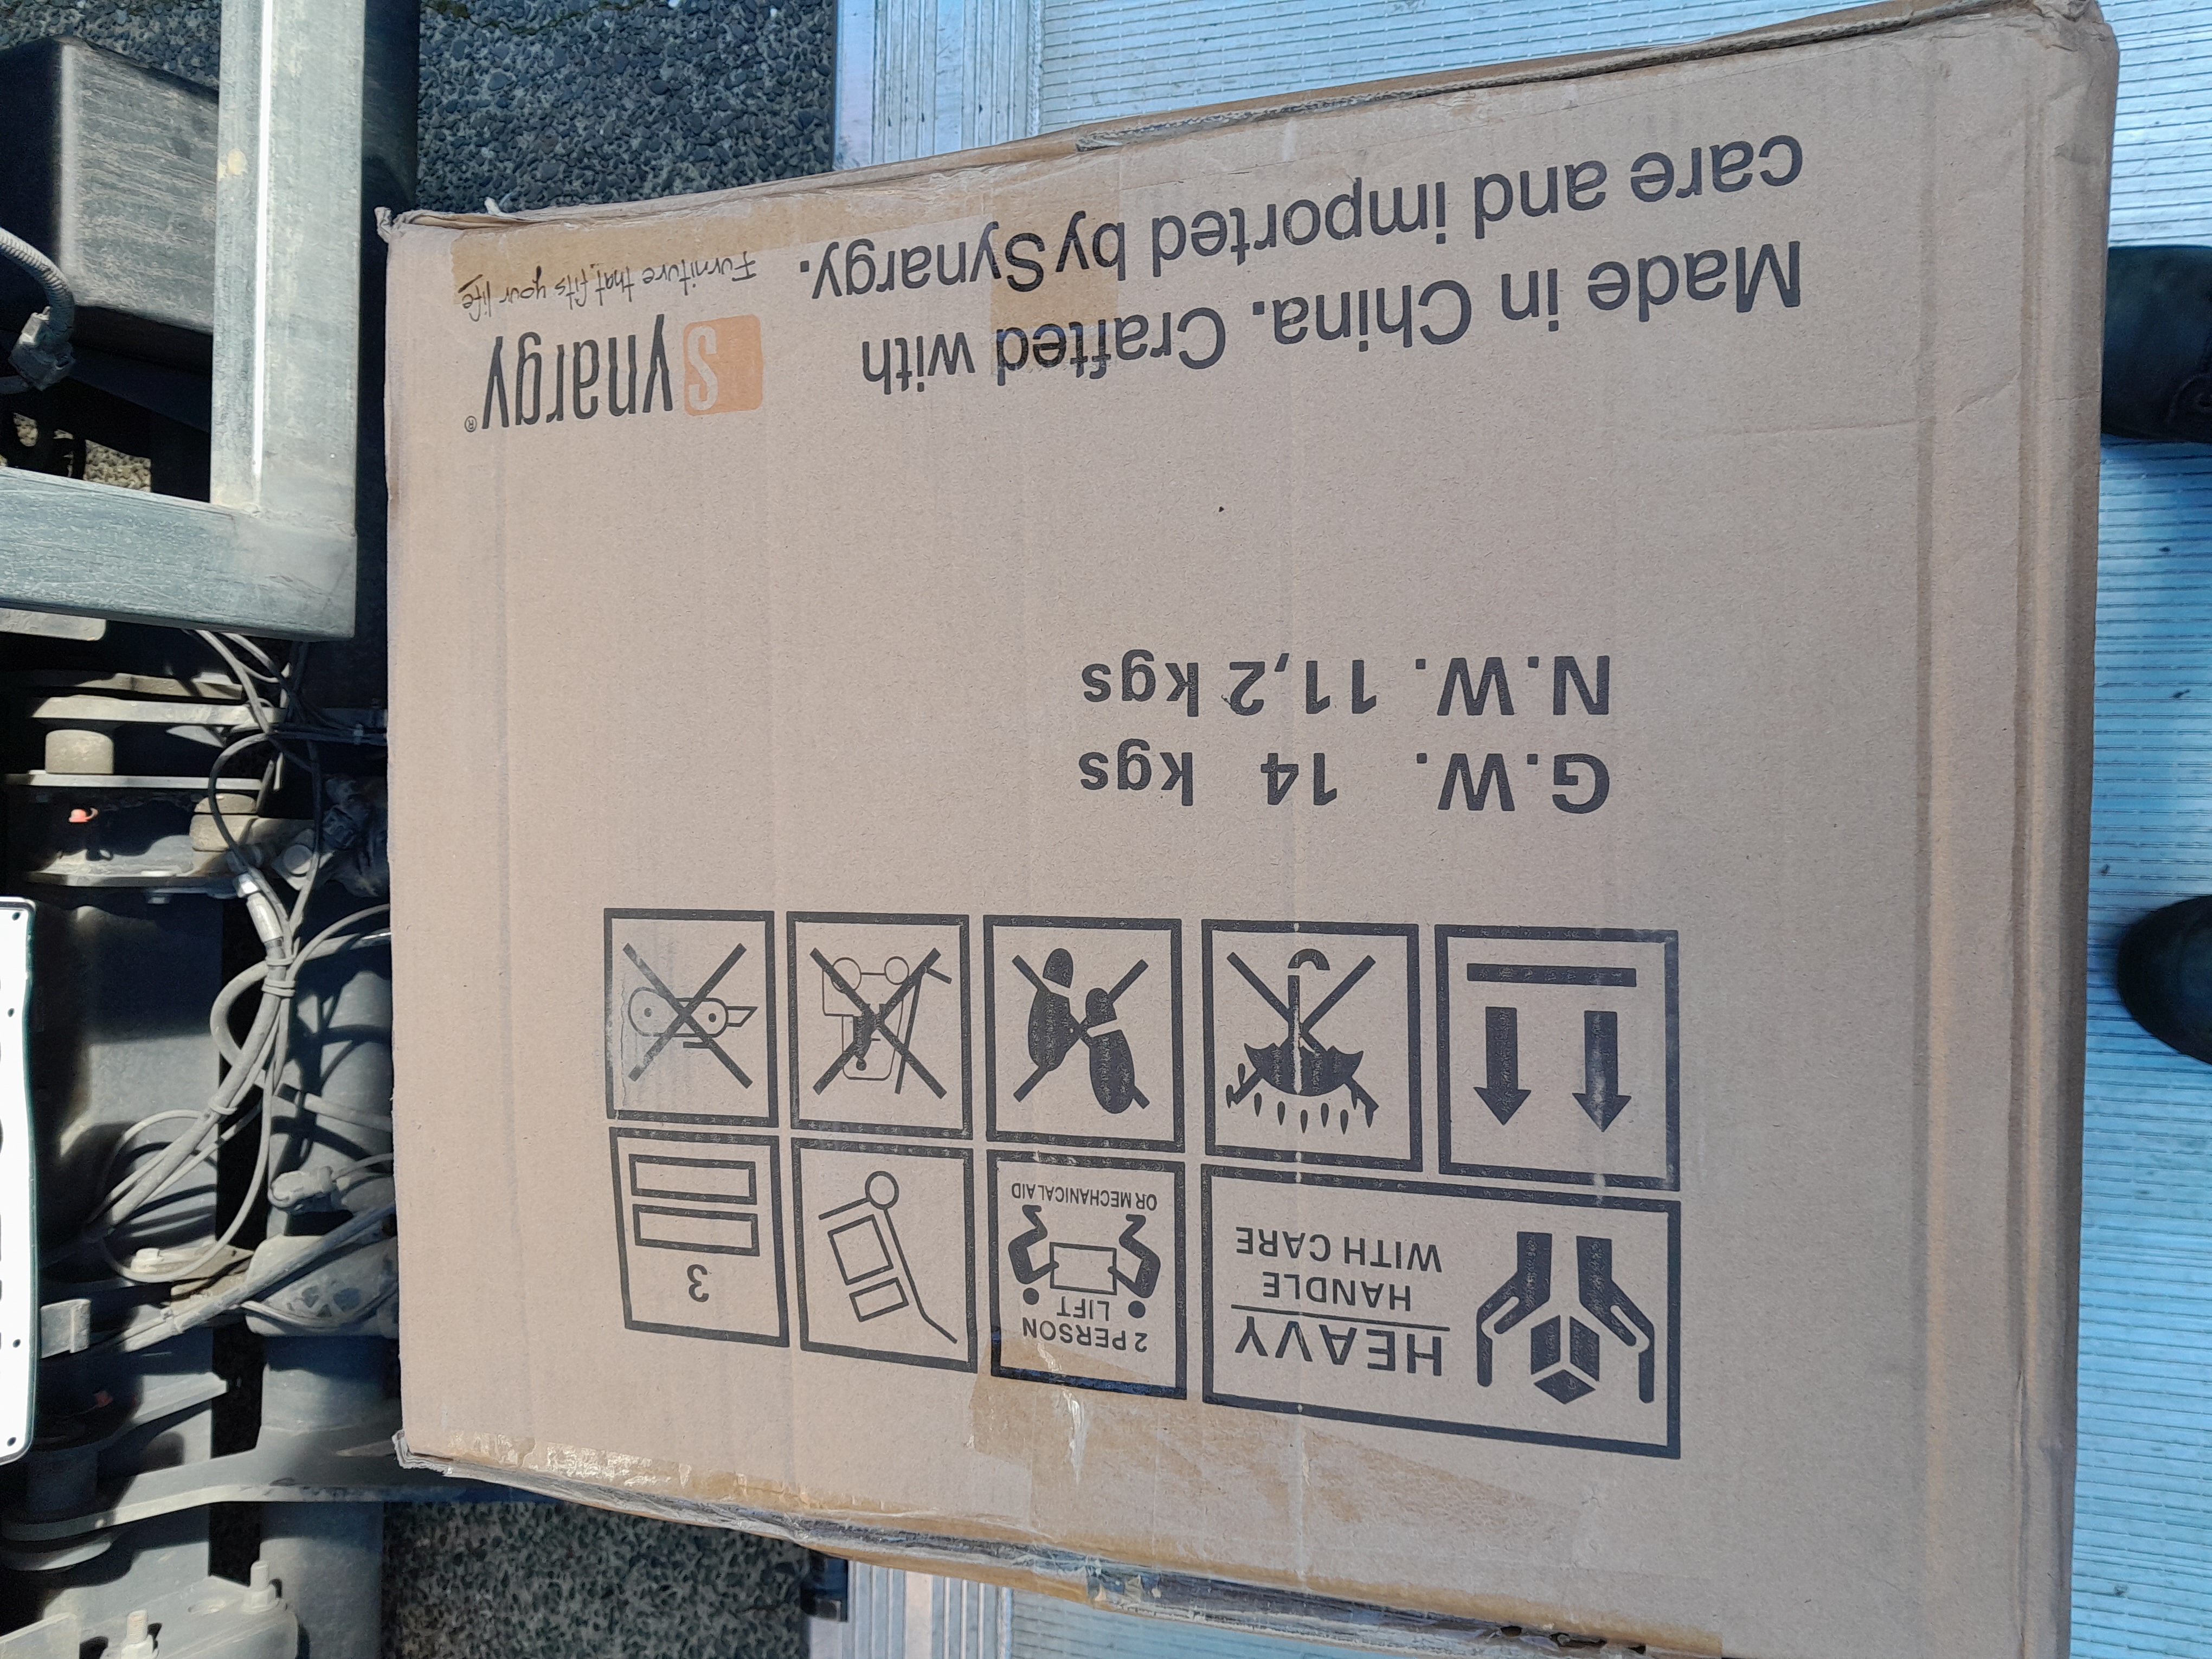 HEAVY
HANDLE
WITH CARE
2 PERSON
LIFT
OR MECHANICAL AID
3
G.W. 14 kgs
N.W. 11,2 kgs
Made in China. Crafted with
care and imported by Synargy.
Synargy®
Furniture that fits your life